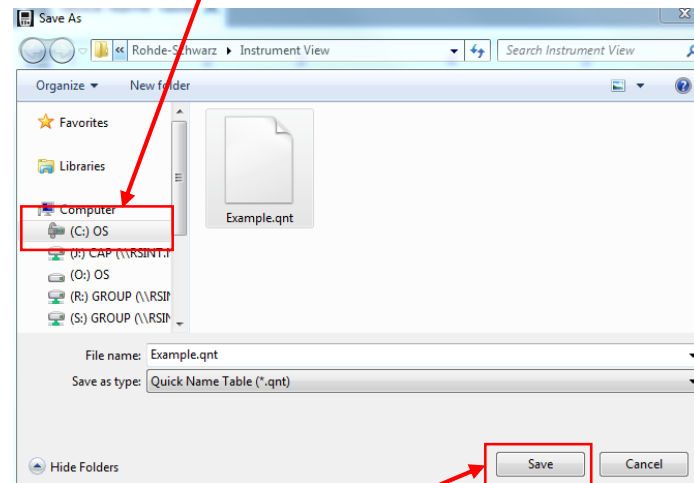 Save As
« Rohde-Schwarz Instrument View
Search Instrument View
Organize New folder
Favorites
Libraries
Computer
(C:) OS
(J:) CAP (\\RSINT.
(O:) OS
(R:) GROUP (\\RSIN
(S:) GROUP (\\RSIN
Example.qnt
File name: Example.qnt
Save as type: Quick Name Table (*.qnt)
Hide Folders
Save
Cancel